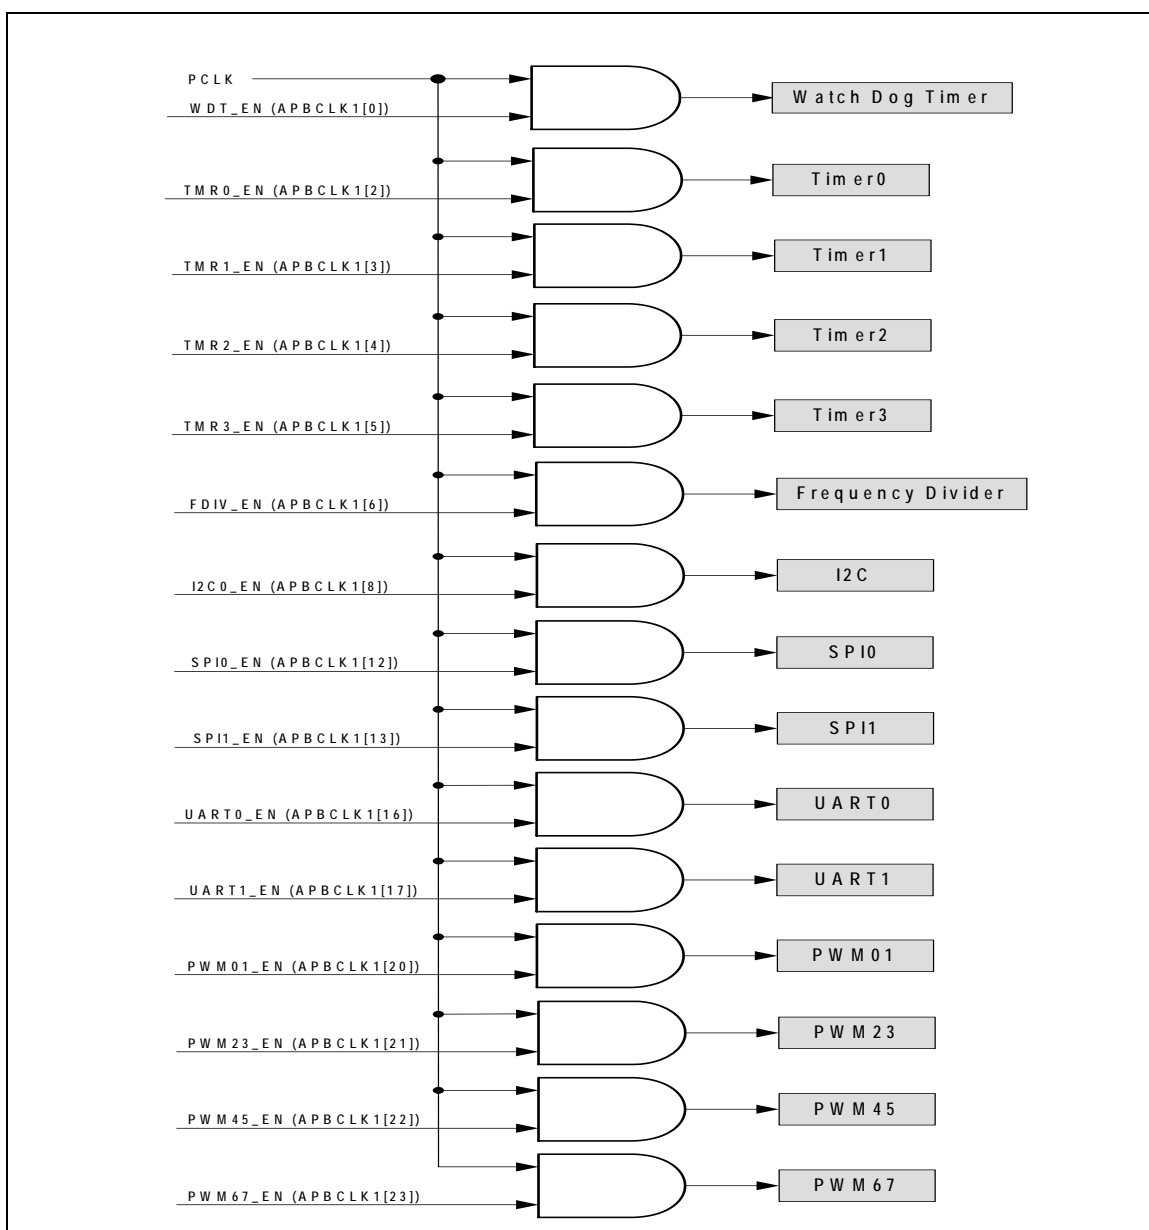 PCLK
WDT_EN (APBCLK1[0])
Watch Dog Timer
TMR0_EN (APBCLK1[2])
Timer0
TMR1_EN (APBCLK1[3])
Timer1
TMR2_EN (APBCLK1[4])
Timer2
TMR3_EN (APBCLK1[5])
Timer3
FDIV_EN (APBCLK1[6])
Frequency Divider
I2C0_EN (APBCLK1[8])
I2C
SPI0_EN (APBCLK1[12])
SPI0
SPI1_EN (APBCLK1[13])
SPI1
UART0_EN (APBCLK1[16])
UART0
UART1_EN (APBCLK1[17])
UART1
PWM01_EN (APBCLK1[20])
PWM01
PWM23_EN (APBCLK1[21])
PWM23
PWM45_EN (APBCLK1[22])
PWM45
PWM67_EN (APBCLK1[23])
PWM67